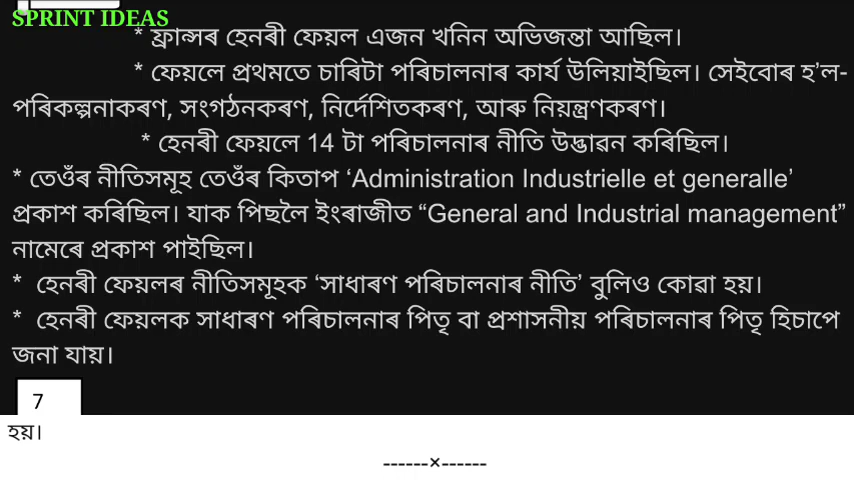 SPRINT IDEAS
* ফ্ৰান্সৰ হেনৰী ফেয়ল এজন খনিন অভিজন্তা আছিল।
* ফেয়লে প্ৰথমতে চাৰিটা পৰিচালনাৰ কাৰ্য উলিয়াইছিল। সেইবোৰ হ’ল-
পৰিকল্পনাকৰণ, সংগঠনকৰণ, নিৰ্দেশিতকৰণ, আৰু নিয়ন্ত্ৰণকৰণ।
* হেনৰী ফেয়লে 14 টা পৰিচালনাৰ নীতি উদ্ভাৱন কৰিছিল।
* তেওঁৰ নীতিসমূহ তেওঁৰ কিতাপ ‘Administration Industrielle et generalle’
প্ৰকাশ কৰিছিল। যাক পিছলৈ ইংৰাজীত “General and Industrial management”
নামেৰে প্ৰকাশ পাইছিল।
* হেনৰী ফেয়লৰ নীতিসমূহক ‘সাধাৰণ পৰিচালনাৰ নীতি’ বুলিও কোৱা হয়।
* হেনৰী ফেয়লক সাধাৰণ পৰিচালনাৰ পিতৃ বা প্ৰশাসনীয় পৰিচালনাৰ পিতৃ হিচাপে
জনা যায়।
7
হয়।
------×------